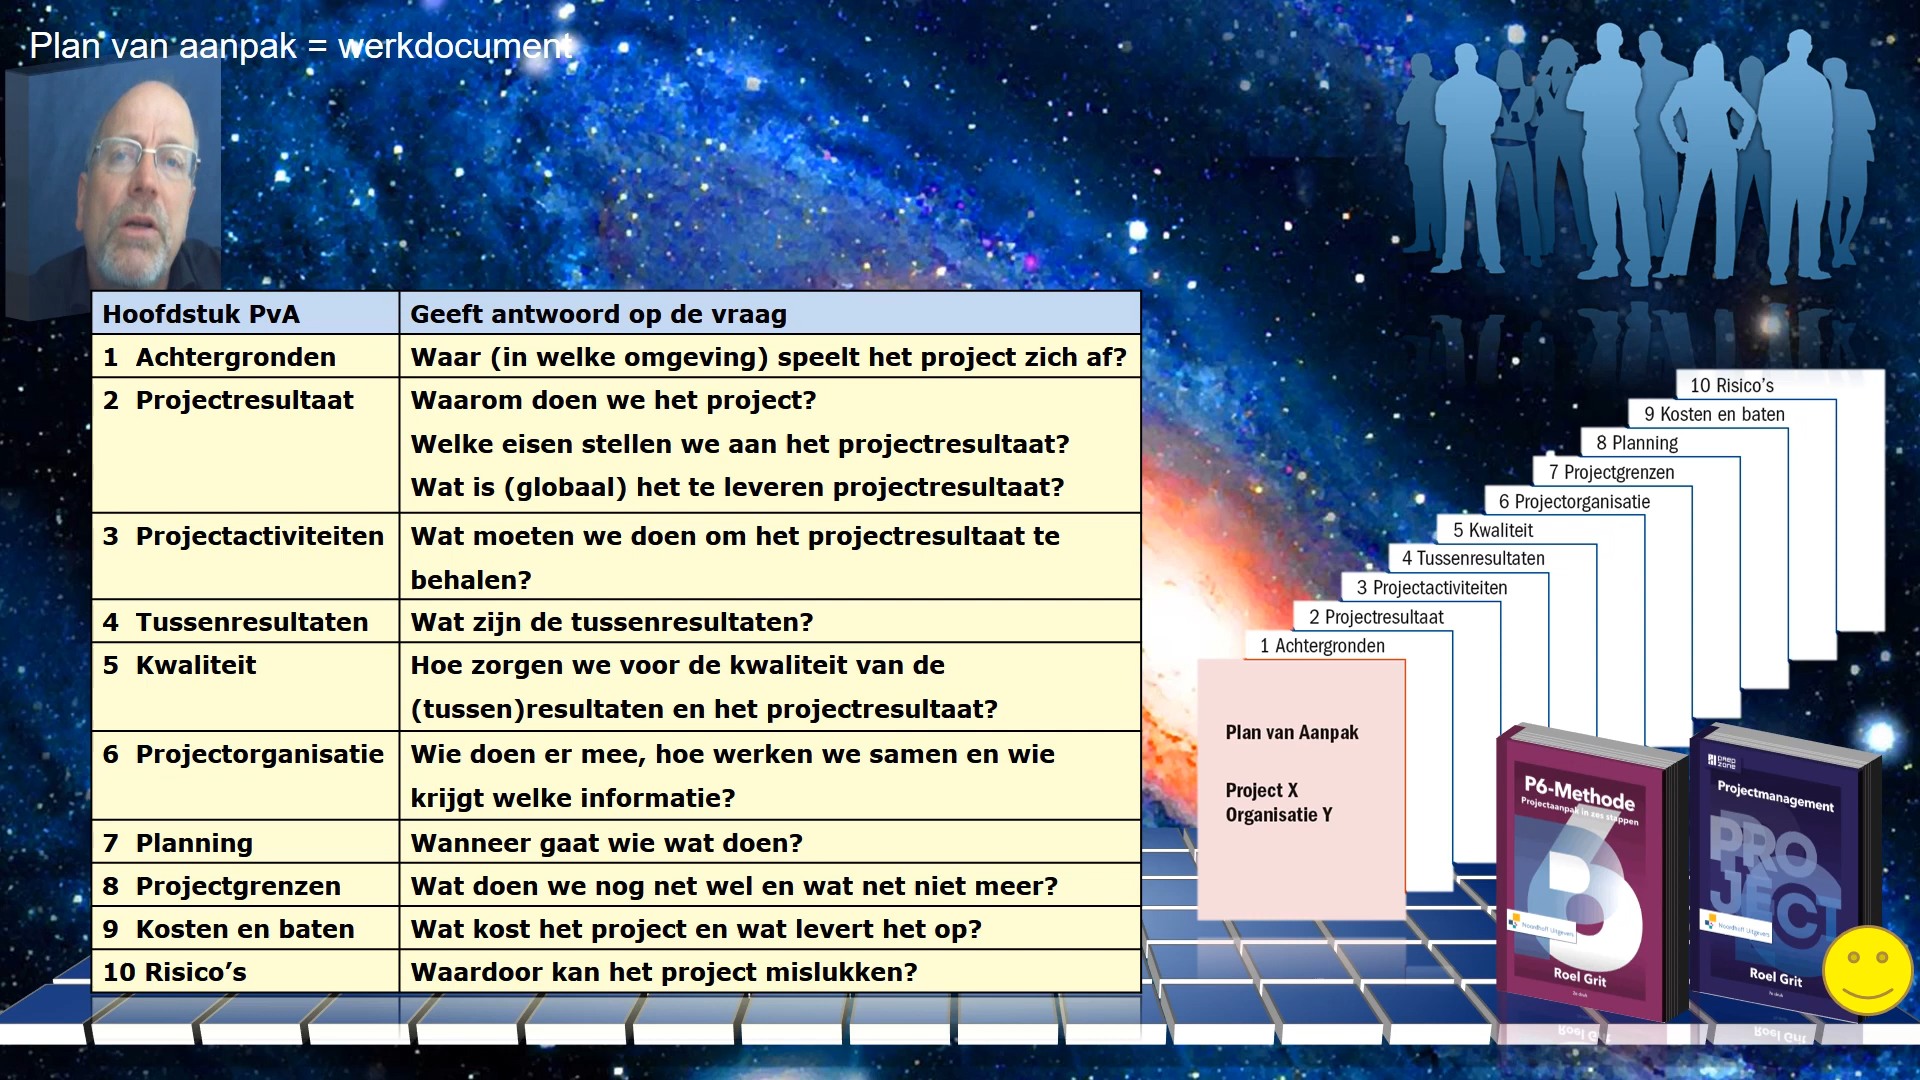 Plan van aanpak = werkdocument
Hoofdstuk PvA
Geeft antwoord op de vraag
1 Achtergronden
Waar (in welke omgeving) speelt het project zich af?
2 Projectresultaat
Waarom doen we het project?
Welke eisen stellen we aan het projectresultaat?
Wat is (globaal) het te leveren projectresultaat?
3 Projectactiviteiten
Wat moeten we doen om het projectresultaat te
behalen?
4 Tussenresultaten
Wat zijn de tussenresultaten?
5 Kwaliteit
Hoe zorgen we voor de kwaliteit van de
(tussen)resultaten en het projectresultaat?
6 Projectorganisatie
Wie doen er mee, hoe werken we samen en wie
krijgt welke informatie?
7 Planning
Wanneer gaat wie wat doen?
8 Projectgrenzen
Wat doen we nog net wel en wat net niet meer?
9 Kosten en baten
Wat kost het project en wat levert het op?
10 Risico’s
Waardoor kan het project mislukken?
10 Risico’s
9 Kosten en baten
8 Planning
7 Projectgrenzen
6 Projectorganisatie
5 Kwaliteit
4 Tussenresultaten
3 Projectactiviteiten
2 Projectresultaat
1 Achtergronden
Plan van Aanpak
Project X
Organisatie Y
P6-Methode
Projectaanpak in zes stappen
6
Noordhoff Uitgevers
Roel Grit
Projectmanagement
PRO
JECT
Noordhoff Uitgevers
Roel Grit